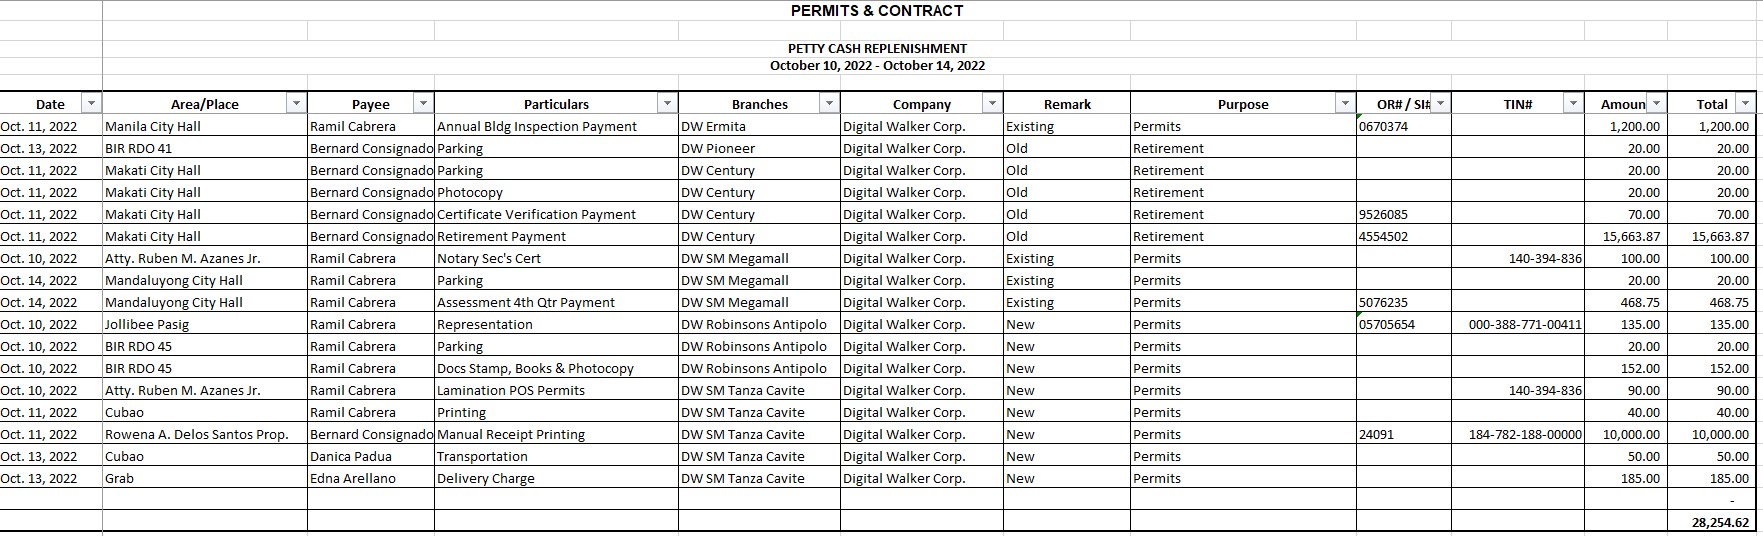 PERMITS & CONTRACT
PETTY CASH REPLENISHMENT
October 10, 2022 - October 14, 2022
Date Area/Place Payee Particulars Branches Company Remark Purpose OR# / SI# TIN# Amoun Total
Oct. 11, 2022 Manila City Hall Ramil Cabrera Annual Bldg Inspection Payment DW Ermita Digital Walker Corp. Existing Permits 0670374 1,200.00 1,200.00
Oct. 13, 2022 BIR RDO 41 Bernard Consignado Parking DW Pioneer Digital Walker Corp. Old Retirement 20.00 20.00
Oct. 11, 2022 Makati City Hall Bernard Consignado Parking DW Century Digital Walker Corp. Old Retirement 20.00 20.00
Oct. 11, 2022 Makati City Hall Bernard Consignado Photocopy DW Century Digital Walker Corp. Old Retirement 20.00 20.00
Oct. 11, 2022 Makati City Hall Bernard Consignado Certificate Verification Payment DW Century Digital Walker Corp. Old Retirement 9526085 70.00 70.00
Oct. 11, 2022 Makati City Hall Bernard Consignado Retirement Payment DW Century Digital Walker Corp. Old Retirement 4554502 15,663.87 15,663.87
Oct. 10, 2022 Atty. Ruben M. Azanes Jr. Ramil Cabrera Notary Sec's Cert DW SM Megamall Digital Walker Corp. Existing Permits 140-394-836 100.00 100.00
Oct. 14, 2022 Mandaluyong City Hall Ramil Cabrera Parking DW SM Megamall Digital Walker Corp. Existing Permits 20.00 20.00
Oct. 14, 2022 Mandaluyong City Hall Ramil Cabrera Assessment 4th Qtr Payment DW SM Megamall Digital Walker Corp. Existing Permits 5076235 468.75 468.75
Oct. 10, 2022 Jollibee Pasig Ramil Cabrera Representation DW Robinsons Antipolo Digital Walker Corp. New Permits 05705654 000-388-771-00411 135.00 135.00
Oct. 10, 2022 BIR RDO 45 Ramil Cabrera Parking DW Robinsons Antipolo Digital Walker Corp. New Permits 20.00 20.00
Oct. 10, 2022 BIR RDO 45 Ramil Cabrera Docs Stamp, Books & Photocopy DW Robinsons Antipolo Digital Walker Corp. New Permits 152.00 152.00
Oct. 10, 2022 Atty. Ruben M. Azanes Jr. Ramil Cabrera Lamination POS Permits DW SM Tanza Cavite Digital Walker Corp. New Permits 140-394-836 90.00 90.00
Oct. 11, 2022 Cubao Ramil Cabrera Printing DW SM Tanza Cavite Digital Walker Corp. New Permits 40.00 40.00
Oct. 11, 2022 Rowena A. Delos Santos Prop. Bernard Consignado Manual Receipt Printing DW SM Tanza Cavite Digital Walker Corp. New Permits 24091 184-782-188-00000 10,000.00 10,000.00
Oct. 13, 2022 Cubao Danica Padua Transportation DW SM Tanza Cavite Digital Walker Corp. New Permits 50.00 50.00
Oct. 13, 2022 Grab Edna Arellano Delivery Charge DW SM Tanza Cavite Digital Walker Corp. New Permits 185.00 185.00
-
28,254.62